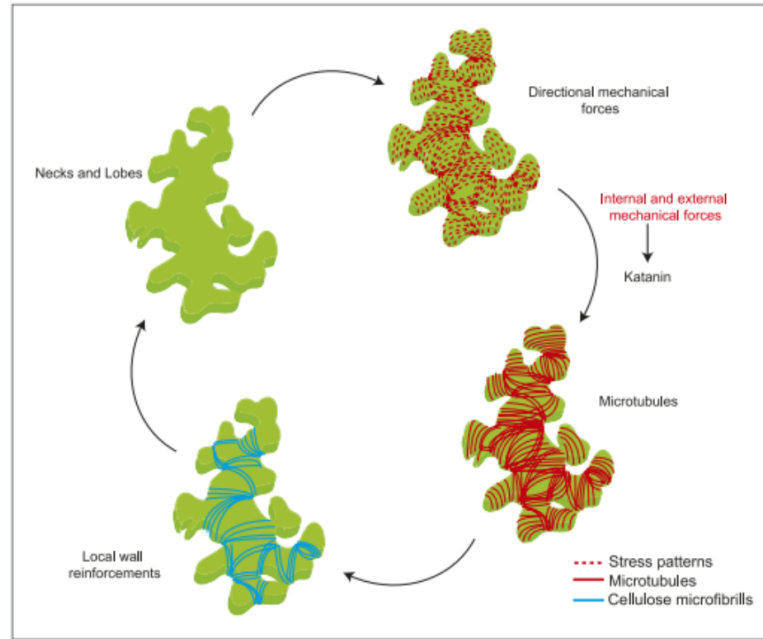 Necks and Lobes
Directional mechanical
forces
Internal and external
mechanical forces
Katanin
Microtubules
Local wall
reinforcements
Stress patterns
Microtubules
Cellulose microfibrills